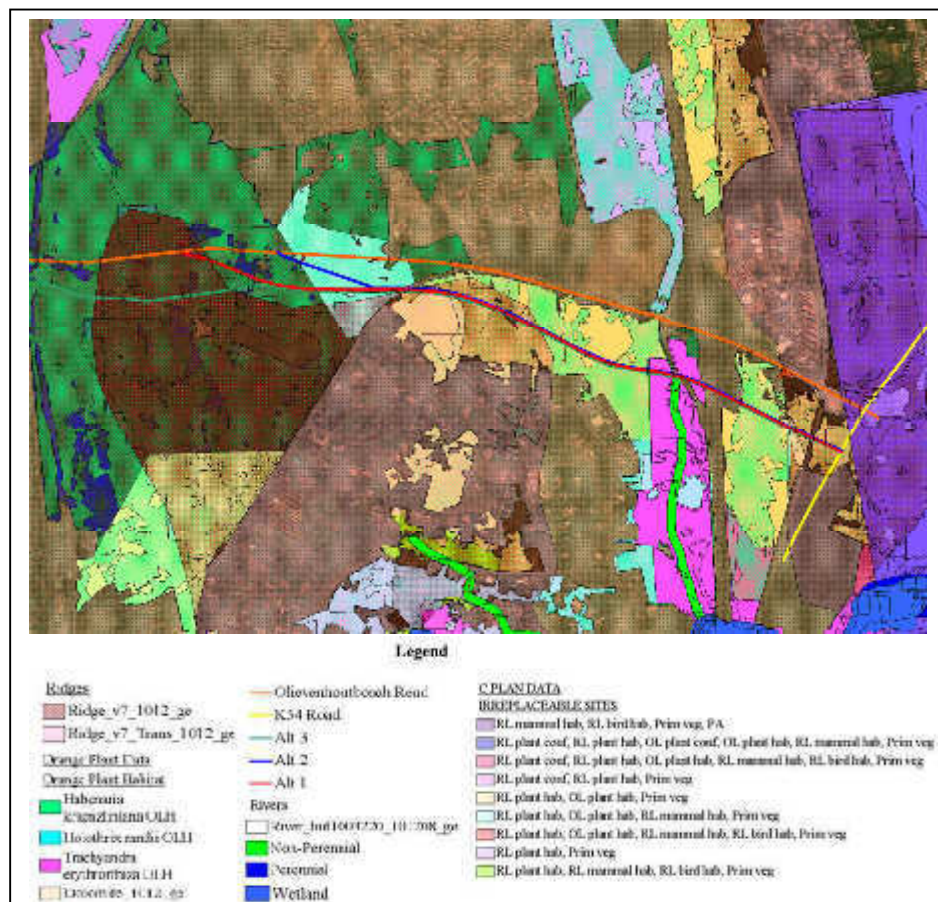 Legend
Ridges
Ridge_v7_1012_ge
Ridge_v7_Trans_1012_ge
Orange Plant Data
Orange Plant Habitat
Habenaria
OLH
OLH
Trachyandra
erythrorrhiza OLH
1012_ge
Olievenhoutbosch Road
K54 Road
Alt 3
Alt 2
Alt 1
Rivers
Non-Perennial
Perennial
Wetland
C PLAN DATA
IRREPLACEABLE SITES
RL mammal hab, RL bird hab, Prim veg, PA
RL plant conf, RL plant hab, OL plant conf, OL plant hab, RL mammal hab, Prim veg
RL plant conf, RL plant hab, OL plant hab, RL mammal hab, RL bird hab, Prim veg
RL plant conf, RL plant hab, Prim veg
RL plant hab, OL plant hab, Prim veg
RL plant hab, OL plant hab, RL mammal hab, Prim veg
RL plant hab, OL plant hab, RL mammal hab, RL bird hab, Prim veg
RL plant hab, Prim veg
RL plant hab, RL mammal hab, RL bird hab, Prim veg